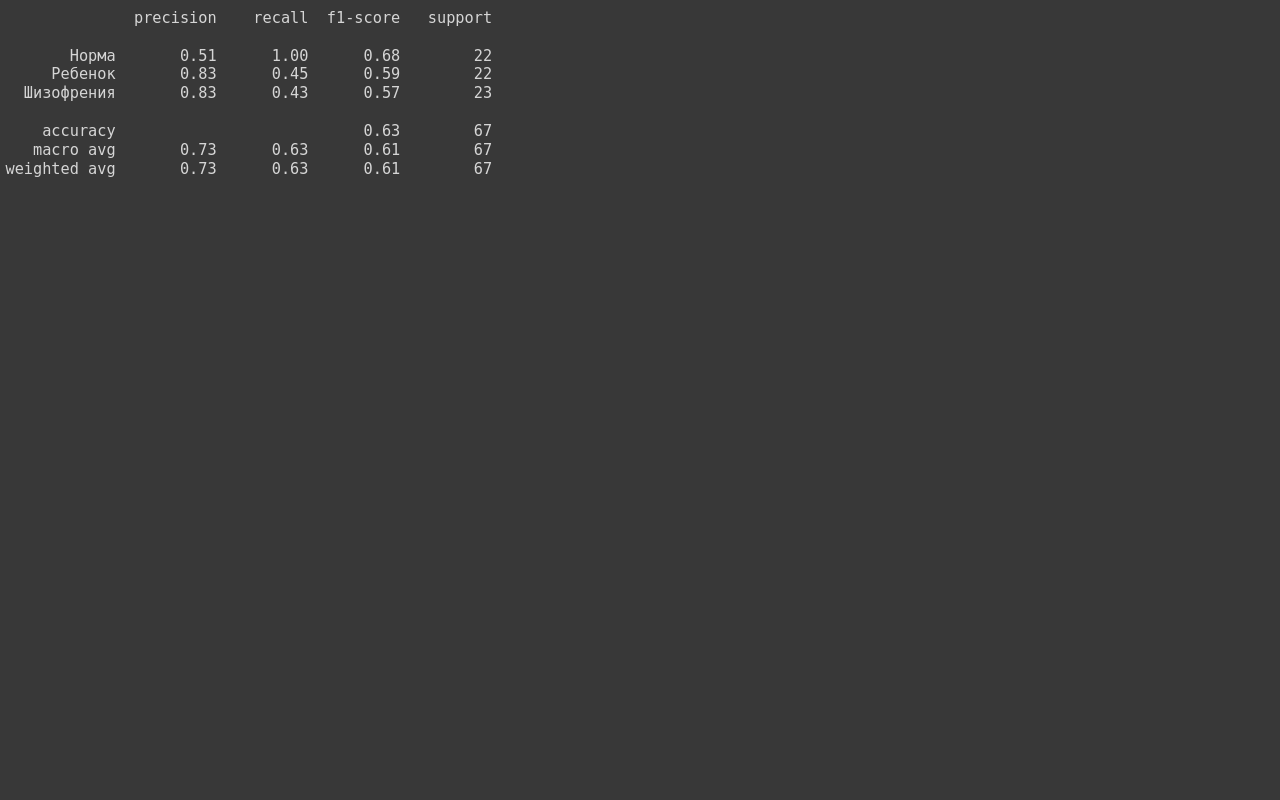 precision recall f1-score support
Норма 0.51 1.00 0.68 22
Ребенок 0.83 0.45 0.59 22
Шизофрения 0.83 0.43 0.57 23
accuracy 0.63 67
macro avg 0.73 0.63 0.61 67
weighted avg 0.73 0.63 0.61 67